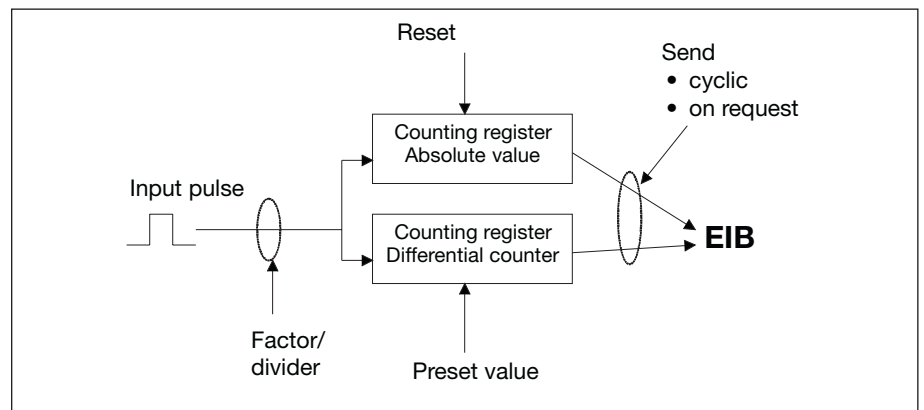 Reset
Send
• cyclic
• on request
Counting register
Absolute value
Input pulse
Counting register
Differential counter
EIB
Factor/
divider
Preset value